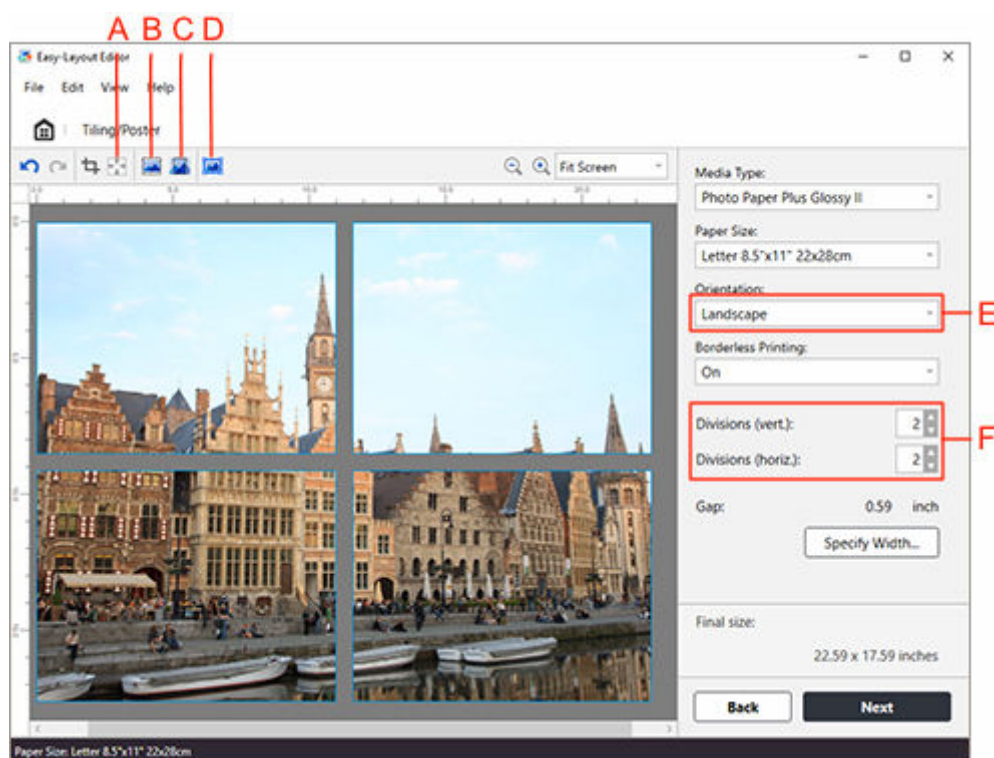 A B C D
Easy-Layout Editor
File Edit View Help
Tiling/Poster
Fit Screen
Media Type:
Photo Paper Plus Glossy II
Paper Size:
Letter 8.5"x11" 22x28cm
Orientation:
Landscape
E
Borderless Printing:
On
Divisions (vert.): 2
F
Divisions (horiz.): 2
Gap: 0.59 inch
Specify Width...
Final size:
22.59 x 17.59 inches
Back Next
Paper Size: Letter 8.5"x11" 22x28cm